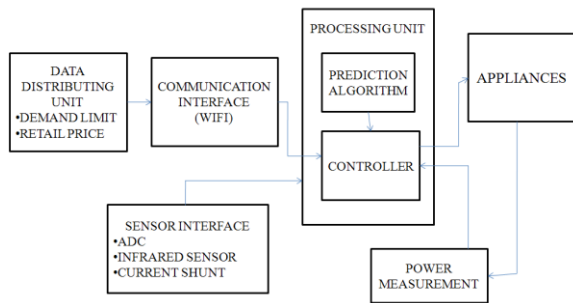 PROCESSING UNIT
DATA
DISTRIBUTING
UNIT
•DEMAND LIMIT
•RETAIL PRICE
COMMUNICATION
INTERFACE
(WIFI)
PREDICTION
ALGORITHM
APPLIANCES
CONTROLLER
SENSOR INTERFACE
•ADC
•INFRARED SENSOR
•CURRENT SHUNT
POWER
MEASUREMENT